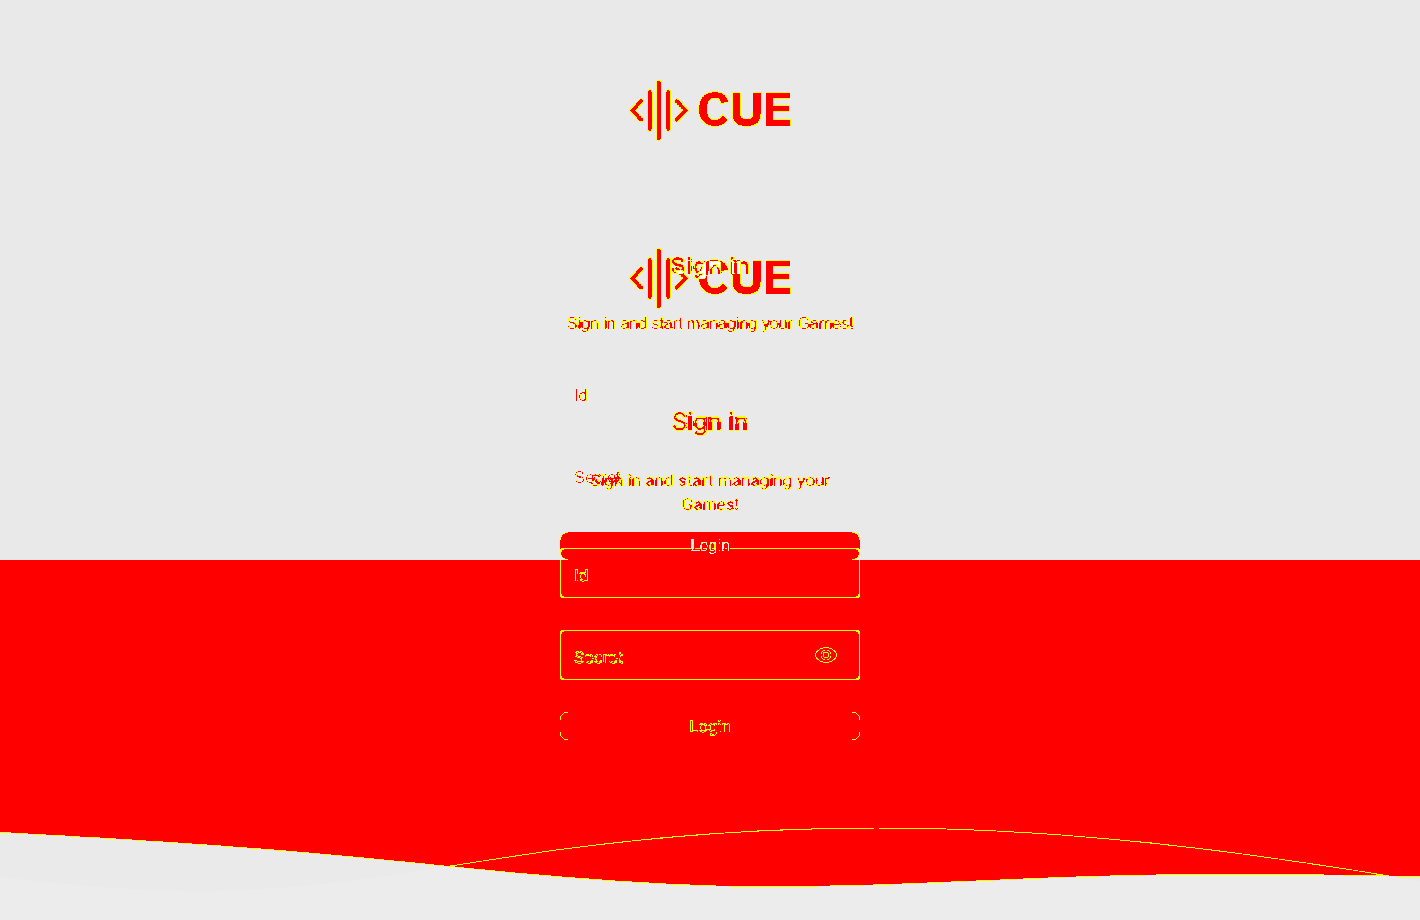 CUE
Sign in
CUE
Sign in and start managing your Games!
Id
Sign in
Secret
Sign in and start managing your
Games!
Login
Id
Secret
Login